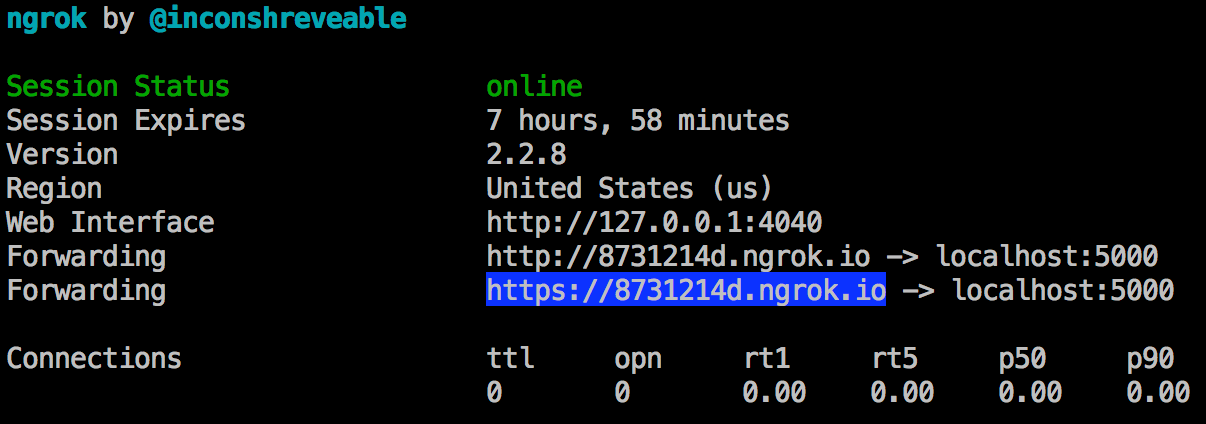 ngrok by @inconshreveable
Session Status online
Session Expires 7 hours, 58 minutes
Version 2.2.8
Region United States (us)
Web Interface http://127.0.0.1:4040
Forwarding http://8731214d.ngrok.io -> localhost:5000
Forwarding https://8731214d.ngrok.io -> localhost:5000
Connections ttl opn rt1 rt5 p50 p90
0 0 0.00 0.00 0.00 0.00